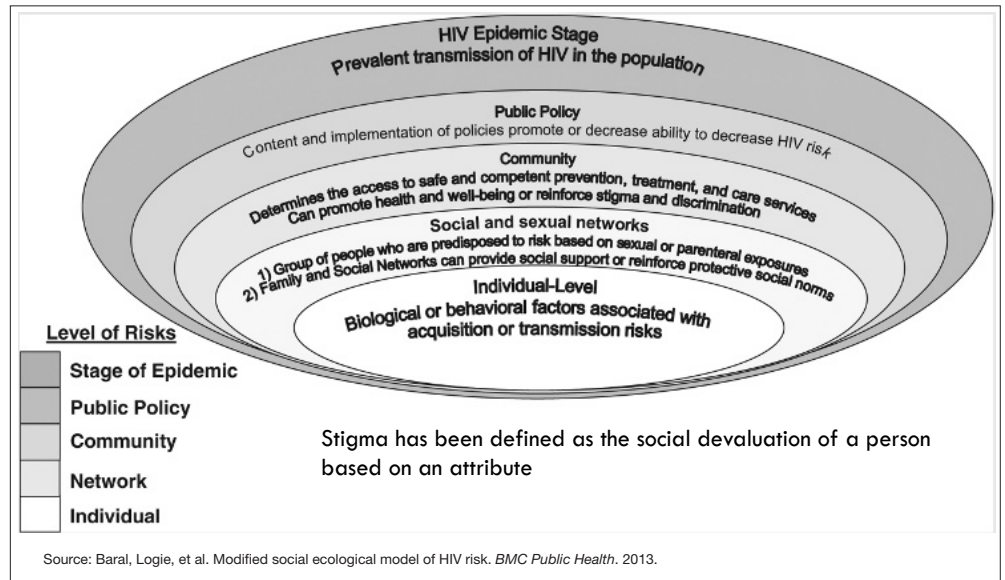 HIV Epidemic Stage
Prevalent transmission of HIV in the population
Public Policy
Content and implementation of policies promote or decrease ability to decrease HIV risk
Community
Determines the access to safe and competent prevention, treatment, and care services
Can promote health and well-being or reinforce stigma and discrimination
Social and sexual networks
1) Group of people who are predisposed to risk based on sexual or parenteral exposures
2) Family and Social Networks can provide social support or reinforce protective social norms
Individual-Level
Biological or behavioral factors associated with
acquisition or transmission risks
Level of Risks
Stage of Epidemic
Public Policy
Community
Network
Individual
Stigma has been defined as the social devaluation of a person
based on an attribute
Source: Baral, Logie, et al. Modified social ecological model of HIV risk. BMC Public Health. 2013.